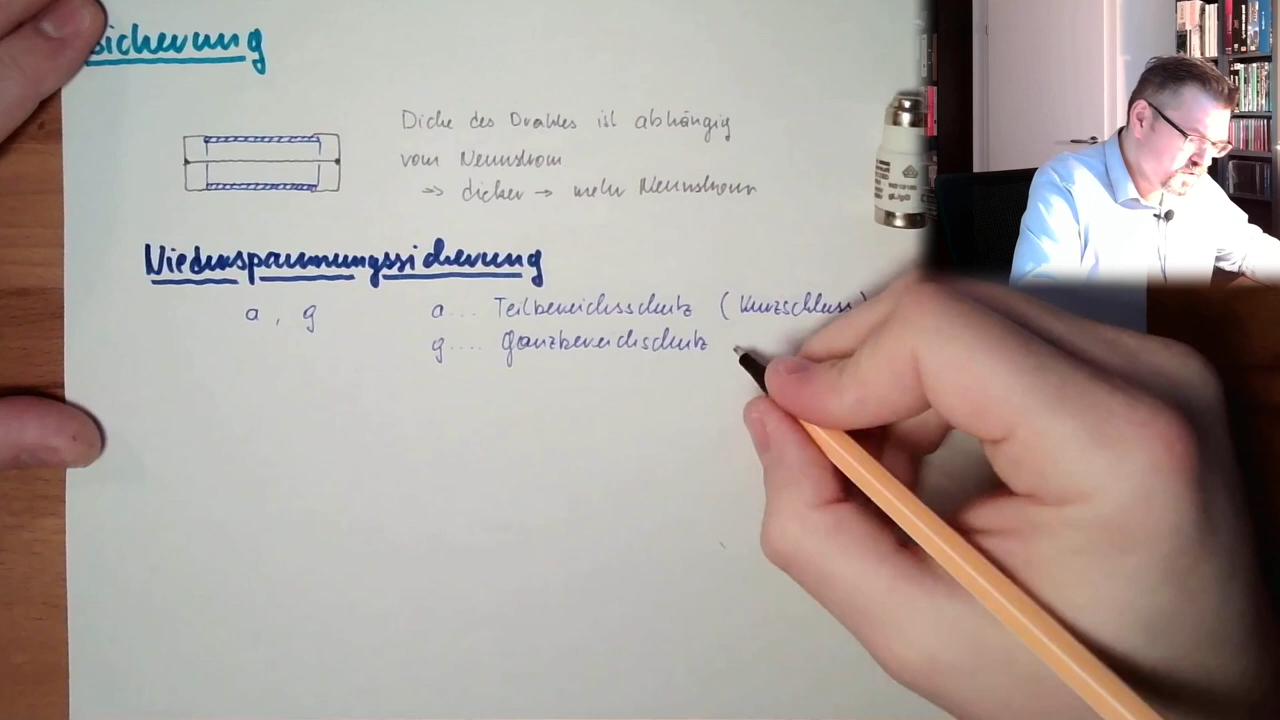 sicherung
Dicke des Drahtes ist abhängig
vom Nennstrom
=> dicker → mehr Nennstrom
Niederspannungssicherung
a, g
a... Teilbereichsschutz (Kurzschluss)
g.... Ganzbereichschutz